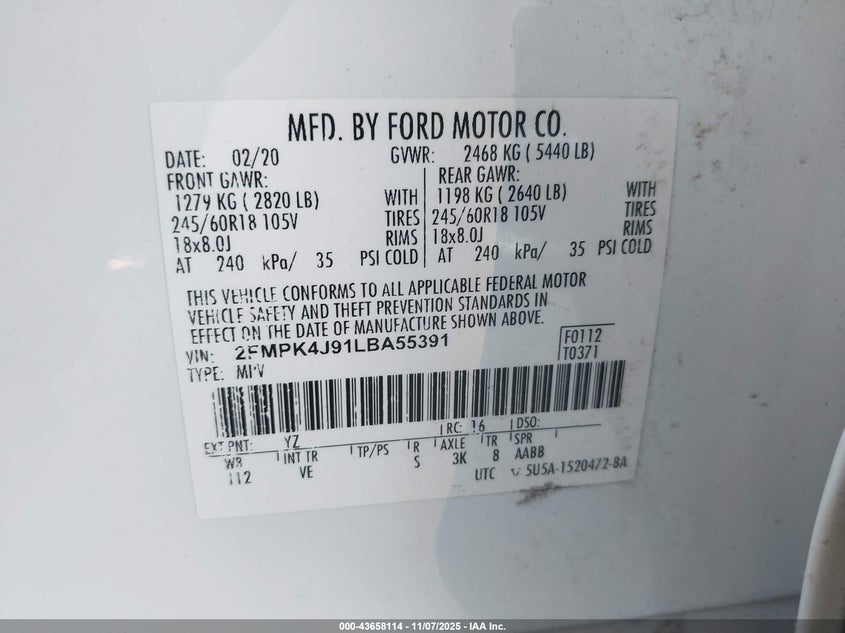 MFD. BY FORD MOTOR CO.
DATE: 02/20 GVWR: 2468 KG ( 5440 LB)
FRONT GAWR: REAR GAWR:
1279 KG ( 2820 LB) WITH 1198 KG ( 2640 LB) WITH
245/60R18 105V TIRES 245/60R18 105V TIRES
18x8.0J RIMS 18x8.0J RIMS
AT 240 kPa/ 35 PSI COLD AT 240 kPa/ 35 PSI COLD
THIS VEHICLE CONFORMS TO ALL APPLICABLE FEDERAL MOTOR
VEHICLE SAFETY AND THEFT PREVENTION STANDARDS IN
EFFECT ON THE DATE OF MANUFACTURE SHOWN ABOVE.
VIN: 2FMPK4J91LBA55391 F0112
TYPE: MPV T0371
EXT PNT: YZ RC: 16 DSO:
WB INT TR TP/PS R AXLE TR SPR
112 VE S 3K 8 AABB
UTC 5U5A-1520472-BA
000-43658114 - 11/07/2025 - IAA Inc.